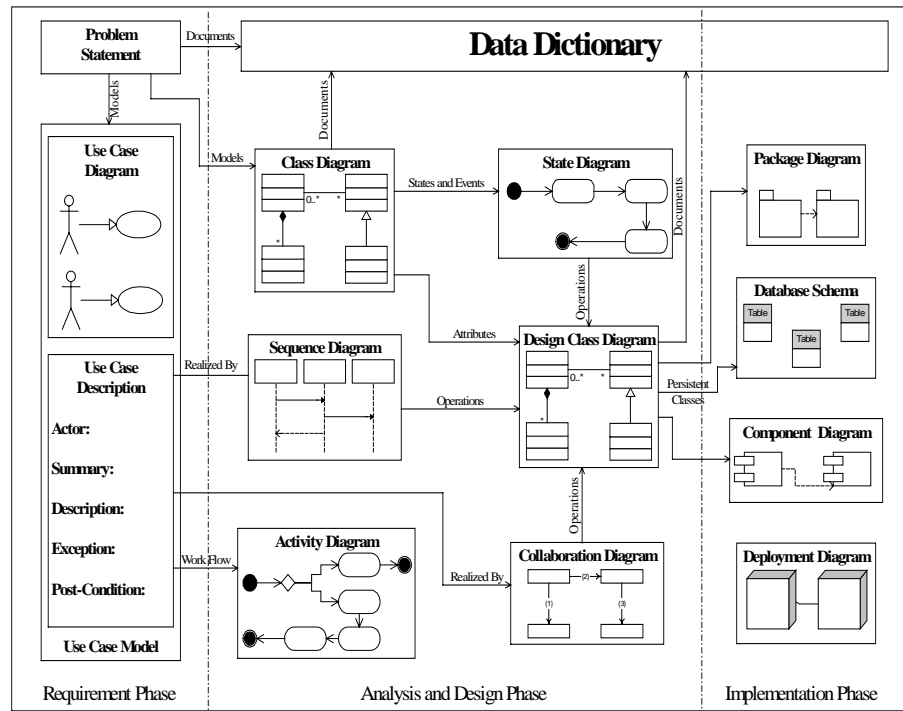 Problem
Statement
Documents
Data Dictionary
Models
Documents
Documents
Use Case
Diagram
Models
Class Diagram
0..*
*
*
States and Events
State Diagram
Package Diagram
Operations
Attributes
Database Schema
Table
Table
Table
Use Case
Description
Actor:
Summary:
Description:
Exception:
Post-Condition:
Use Case Model
Realized By
Sequence Diagram
Operations
Design Class Diagram
0..*
*
*
Persistent
Classes
Component Diagram
Operations
Work Flow
Activity Diagram
Realized By
Collaboration Diagram
(2)
(1)
(3)
Deployment Diagram
Requirement Phase
Analysis and Design Phase
Implementation Phase